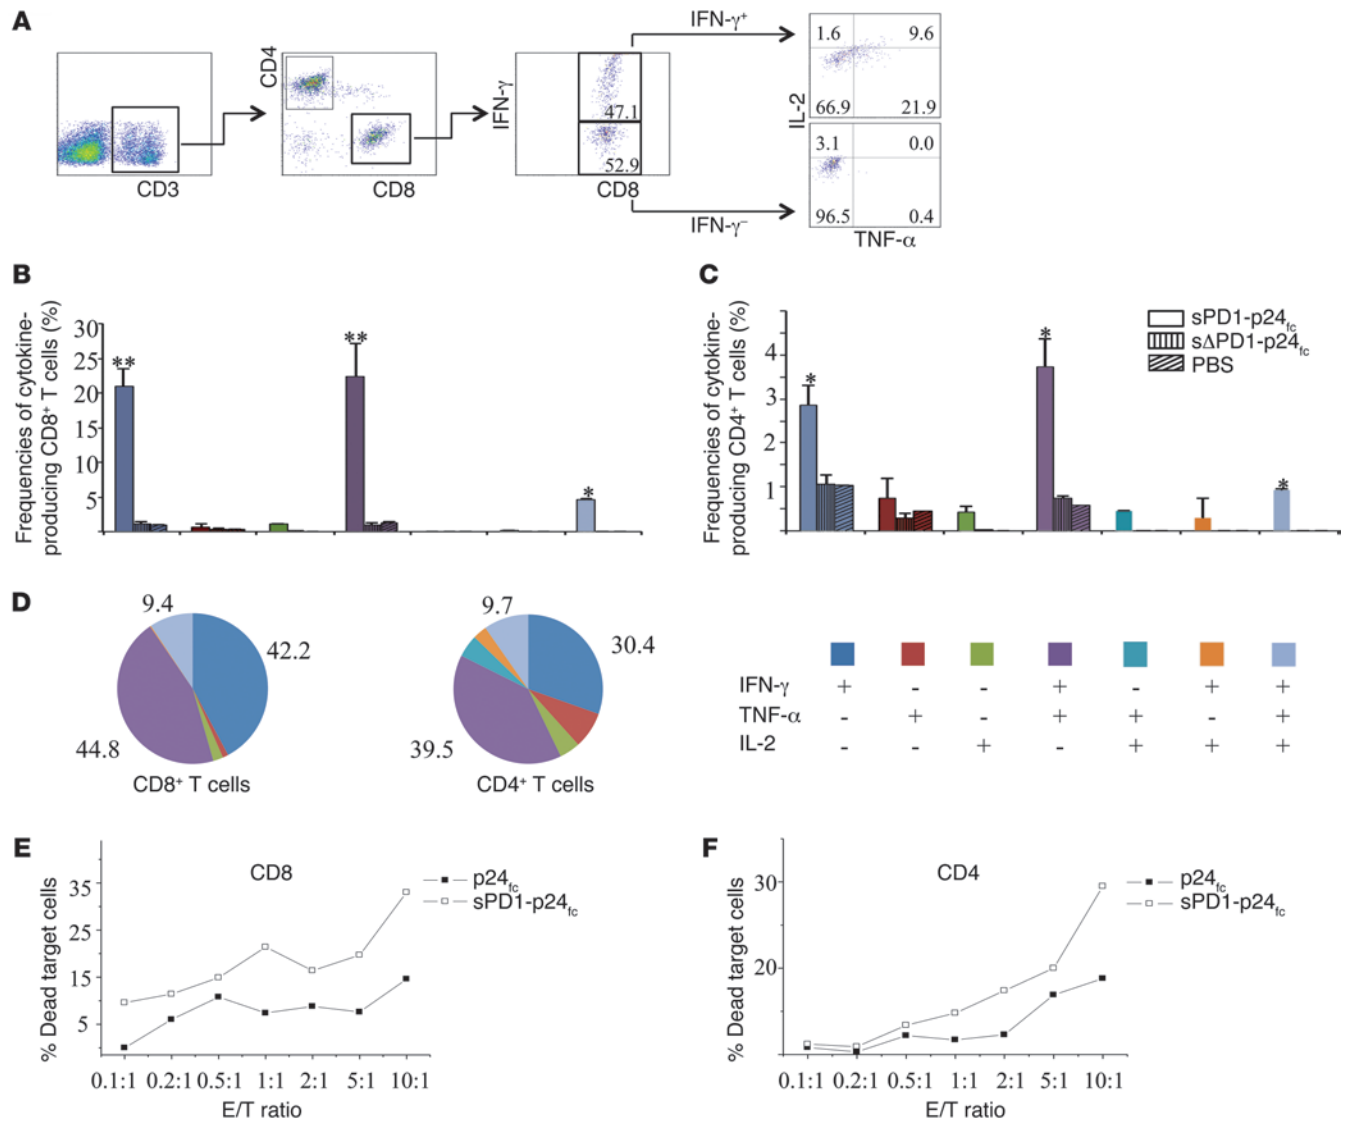 A
IFN-γ⁺
CD4
IFN-γ
IL-2
1.6 9.6
66.9 21.9
47.1
52.9
3.1 0.0
96.5 0.4
CD3
CD8
CD8
IFN-γ⁻
TNF-α
B
Frequencies of cytokine-
producing CD8⁺ T cells (%)
30
25
20
15
10
5
**
**
*
C
Frequencies of cytokine-
producing CD4⁺ T cells (%)
4
3
2
1
*
*
*
sPD1-p24fc
sΔPD1-p24fc
PBS
D
9.4
42.2
44.8
CD8⁺ T cells
9.7
30.4
39.5
CD4⁺ T cells
IFN-γ + - - + - + +
TNF-α - + - + + - +
IL-2 - - + - + + +
E
CD8
% Dead target cells
35
25
15
5
p24fc
sPD1-p24fc
0.1:1 0.2:1 0.5:1 1:1 2:1 5:1 10:1
E/T ratio
F
CD4
% Dead target cells
30
20
p24fc
sPD1-p24fc
0.1:1 0.2:1 0.5:1 1:1 2:1 5:1 10:1
E/T ratio